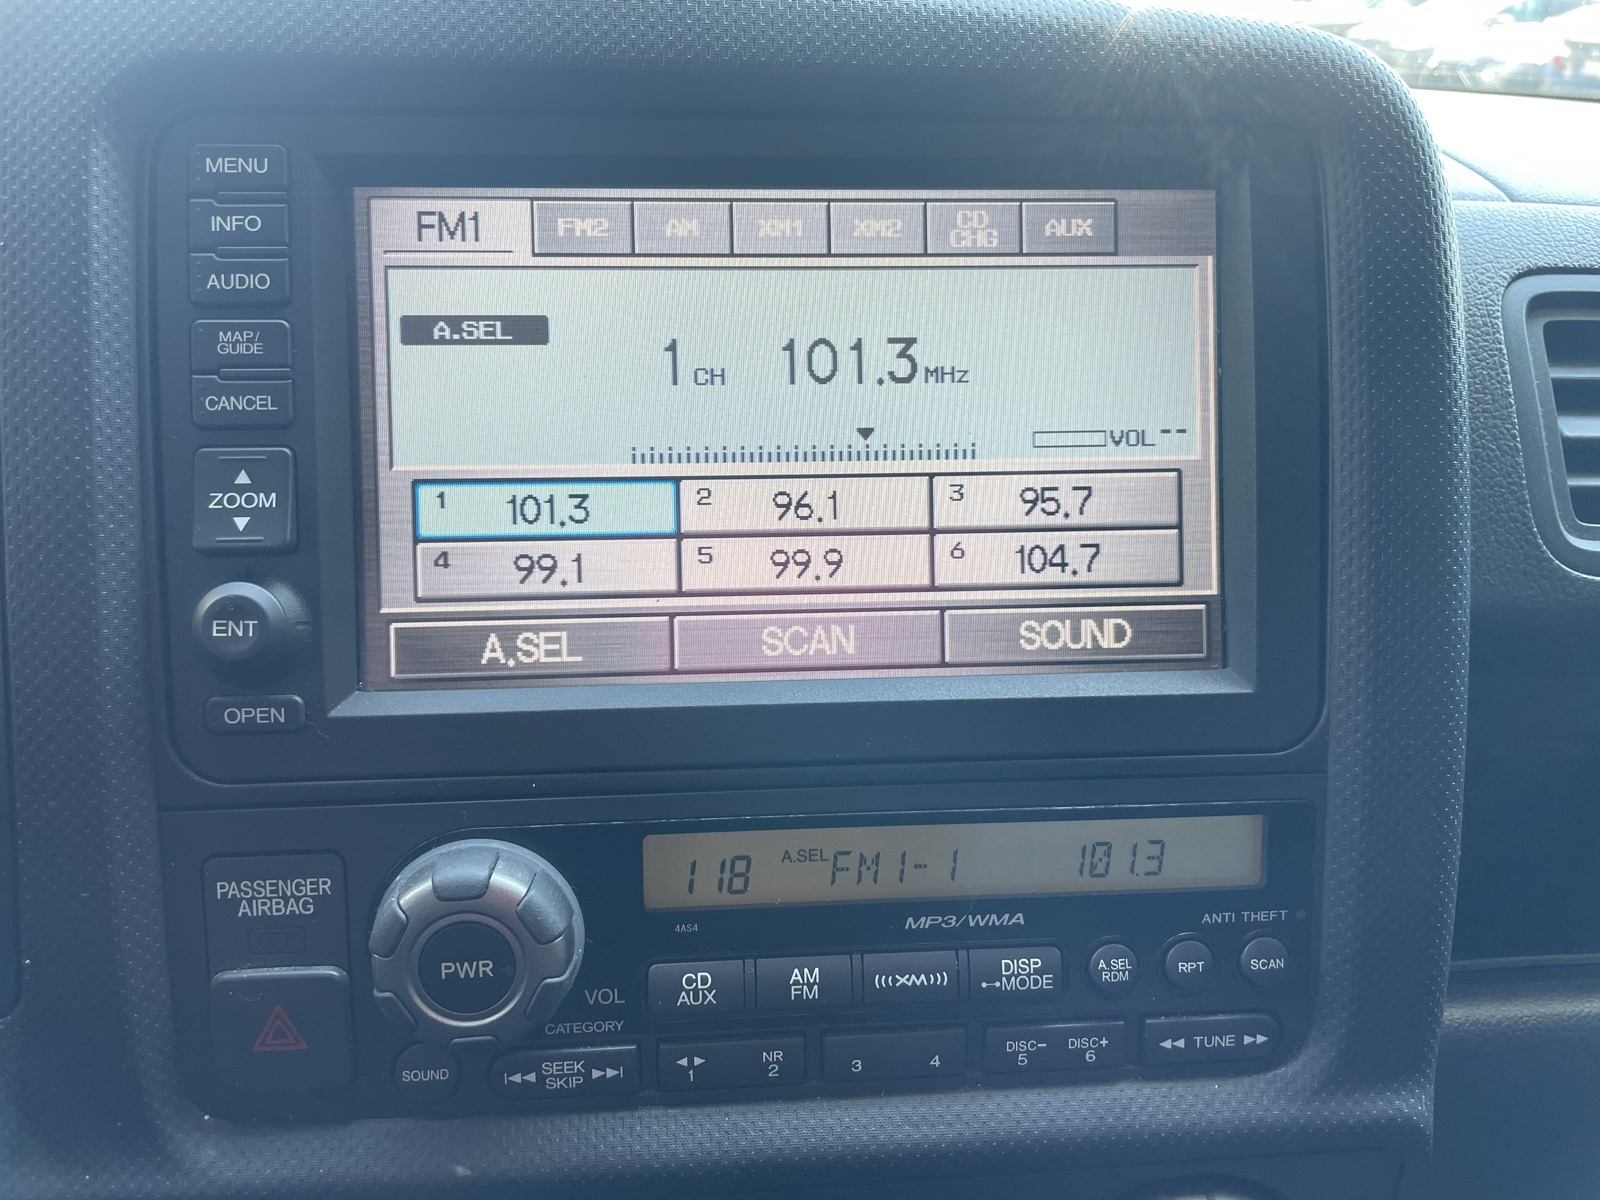 MENU
INFO
AUDIO
MAP/
GUIDE
CANCEL
ZOOM
ENT
OPEN
FM1 FM2 AM XM1 XM2 CD CHG AUX
A.SEL
1 CH 101.3 MHz
VOL --
1 101.3 2 96.1 3 95.7
4 99.1 5 99.9 6 104.7
A.SEL SCAN SOUND
PASSENGER
AIRBAG
PWR
VOL
CATEGORY
SOUND
SEEK
SKIP
118 A.SEL FM1-1 101.3
4AS4 MP3/WMA ANTI THEFT
CD
AUX
AM
FM
(((XM)))
DISP
MODE
A.SEL
RDM
RPT
SCAN
1
NR
2
3 4
DISC- DISC+
5 6
TUNE